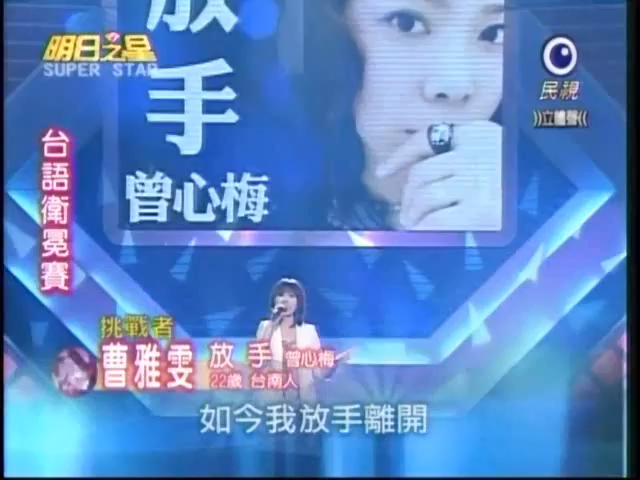 明日之星
SUPER STAR
放
手
曾心梅
民視
))立體聲((
台語衛冕賽
挑戰者
曹雅雯 放手 曾心梅
22歲 台南人
如今我放手離開